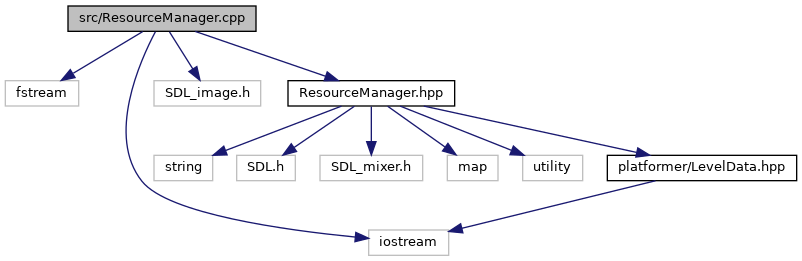 src/ResourceManager.cpp
fstream
SDL_image.h
ResourceManager.hpp
string
SDL.h
SDL_mixer.h
map
utility
platformer/LevelData.hpp
iostream